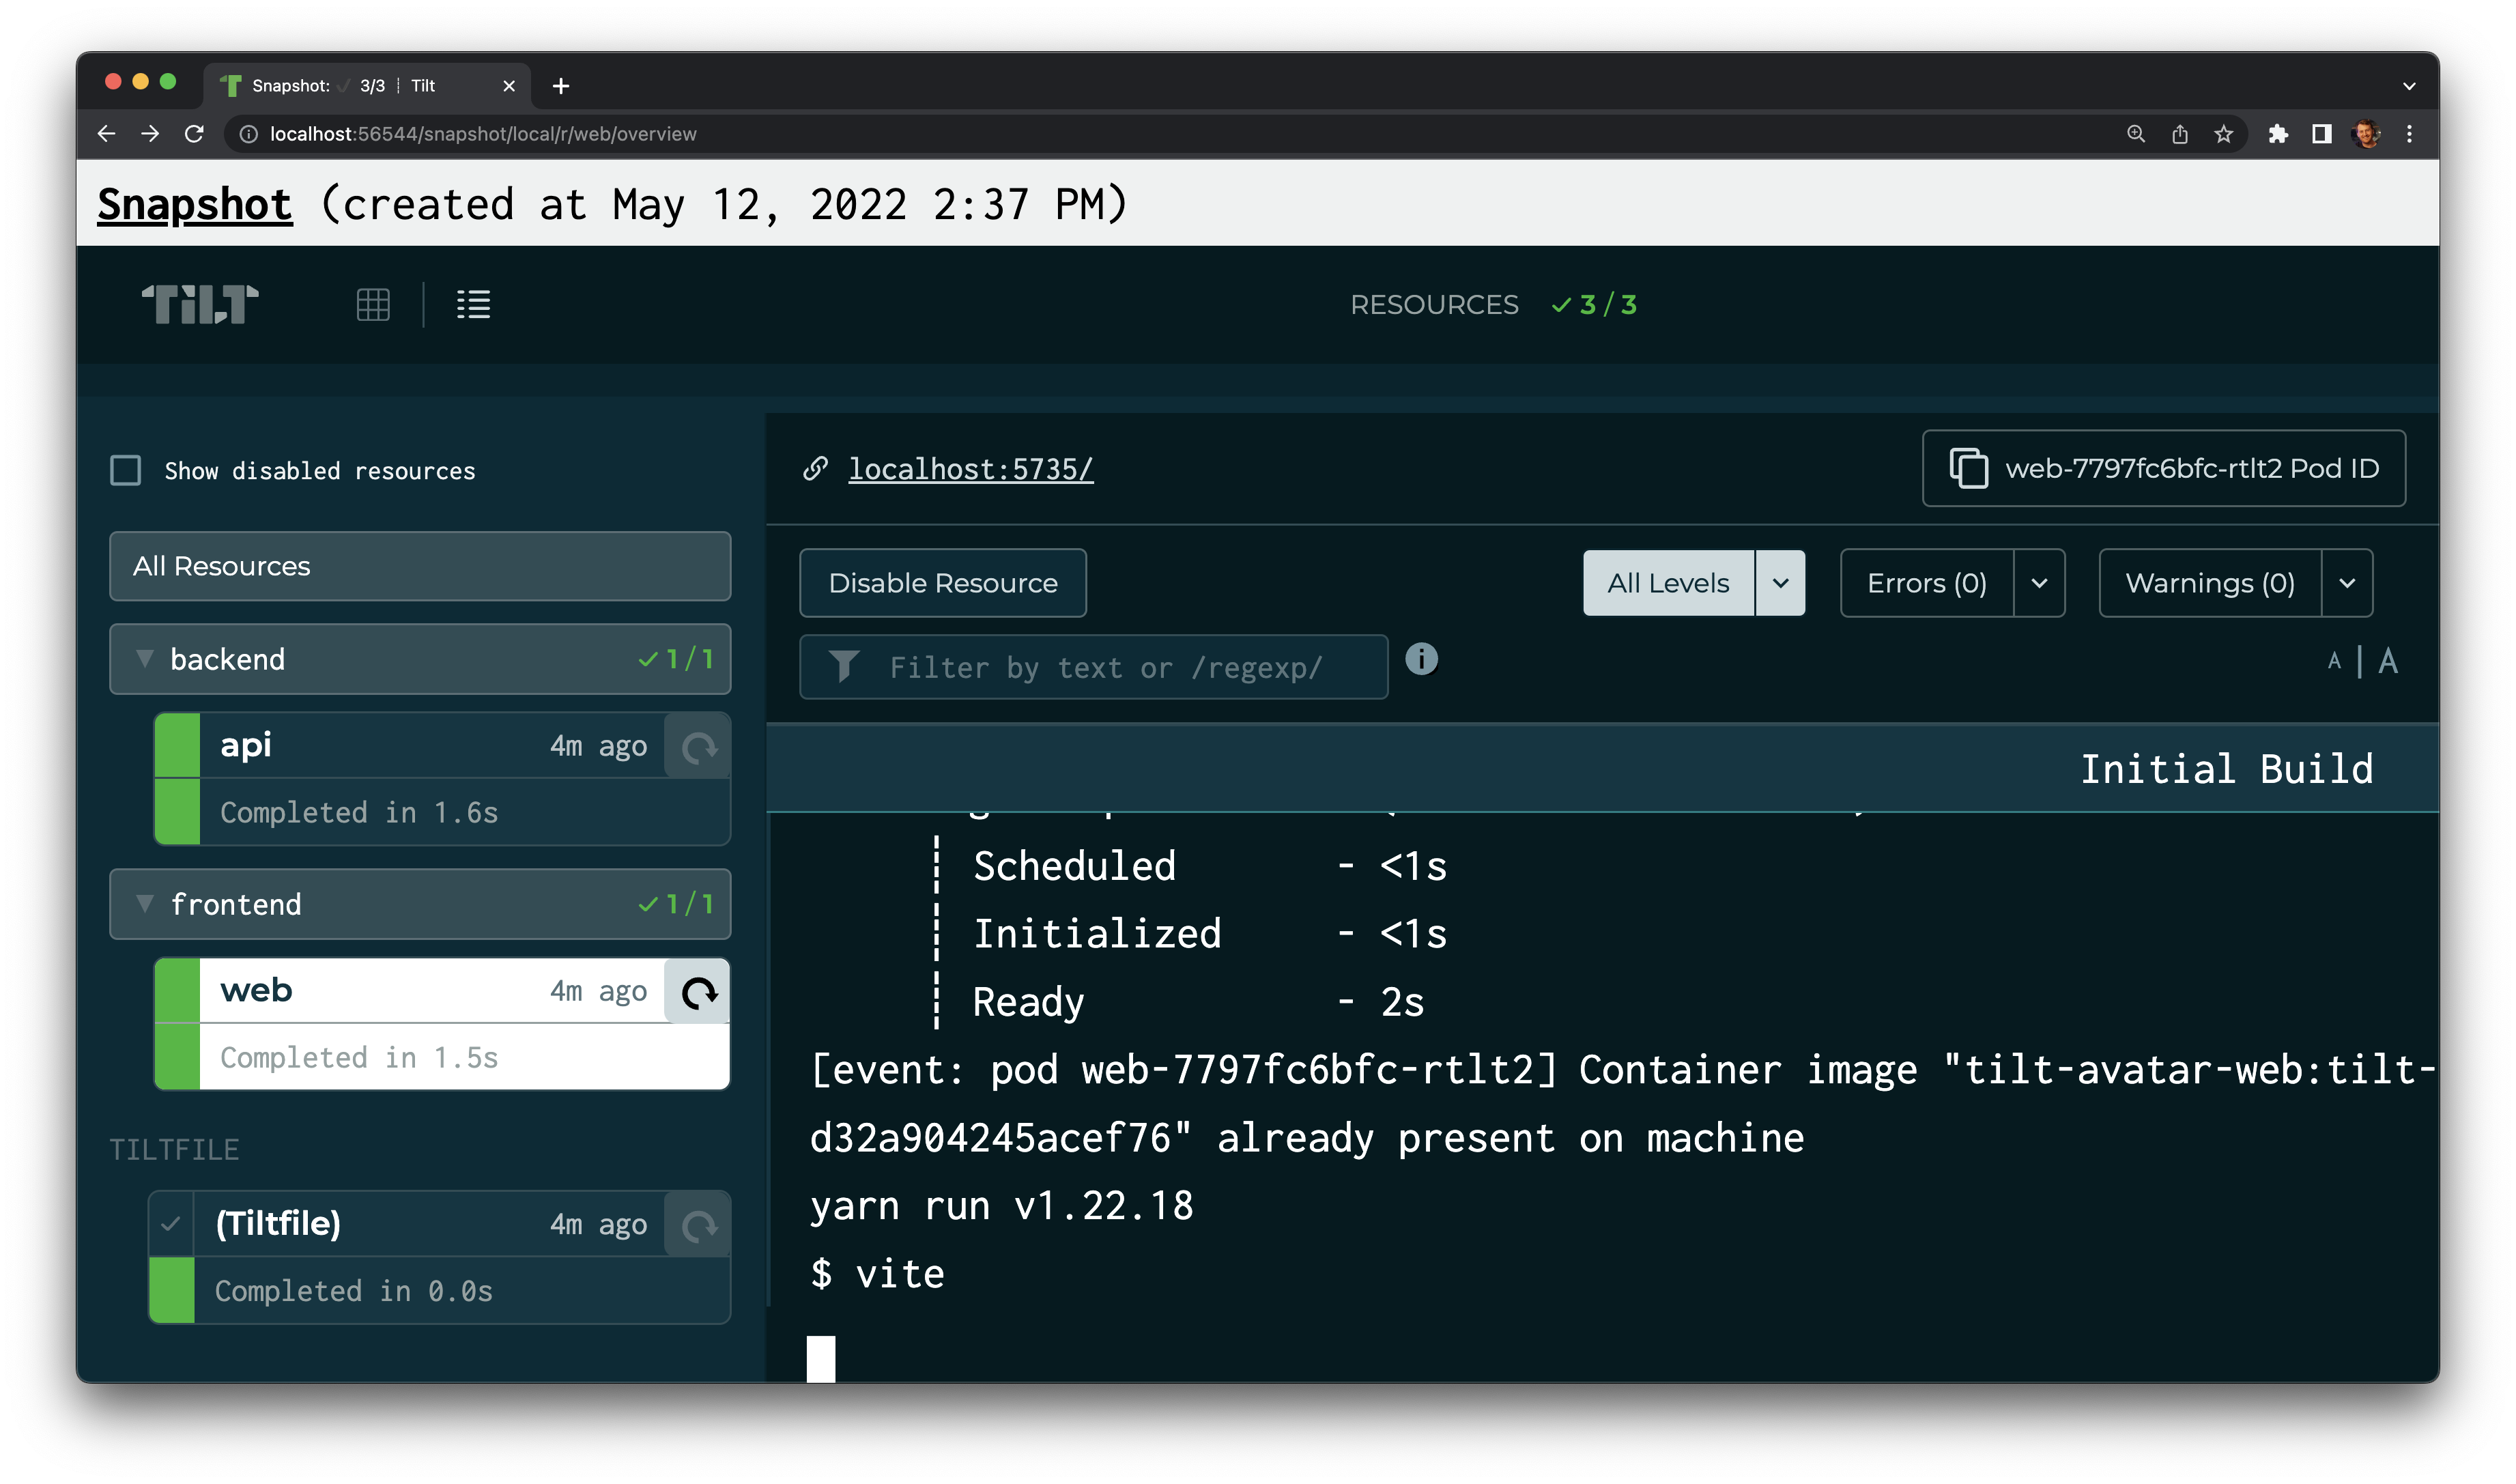 Snapshot: ✓ 3/3 ┊ Tilt
localhost:56544/snapshot/local/r/web/overview
Snapshot (created at May 12, 2022 2:37 PM)
TiLT
RESOURCES ✓ 3/3
Show disabled resources
localhost:5735/
web-7797fc6bfc-rtlt2 Pod ID
All Resources
Disable Resource
All Levels
Errors (0)
Warnings (0)
backend ✓ 1/1
Filter by text or /regexp/
A | A
api 4m ago
Completed in 1.6s
frontend ✓ 1/1
web 4m ago
Completed in 1.5s
TILTFILE
(Tiltfile) 4m ago
Completed in 0.0s
Initial Build
┊ Scheduled - <1s
┊ Initialized - <1s
┊ Ready - 2s
[event: pod web-7797fc6bfc-rtlt2] Container image "tilt-avatar-web:tilt-
d32a904245acef76" already present on machine
yarn run v1.22.18
$ vite